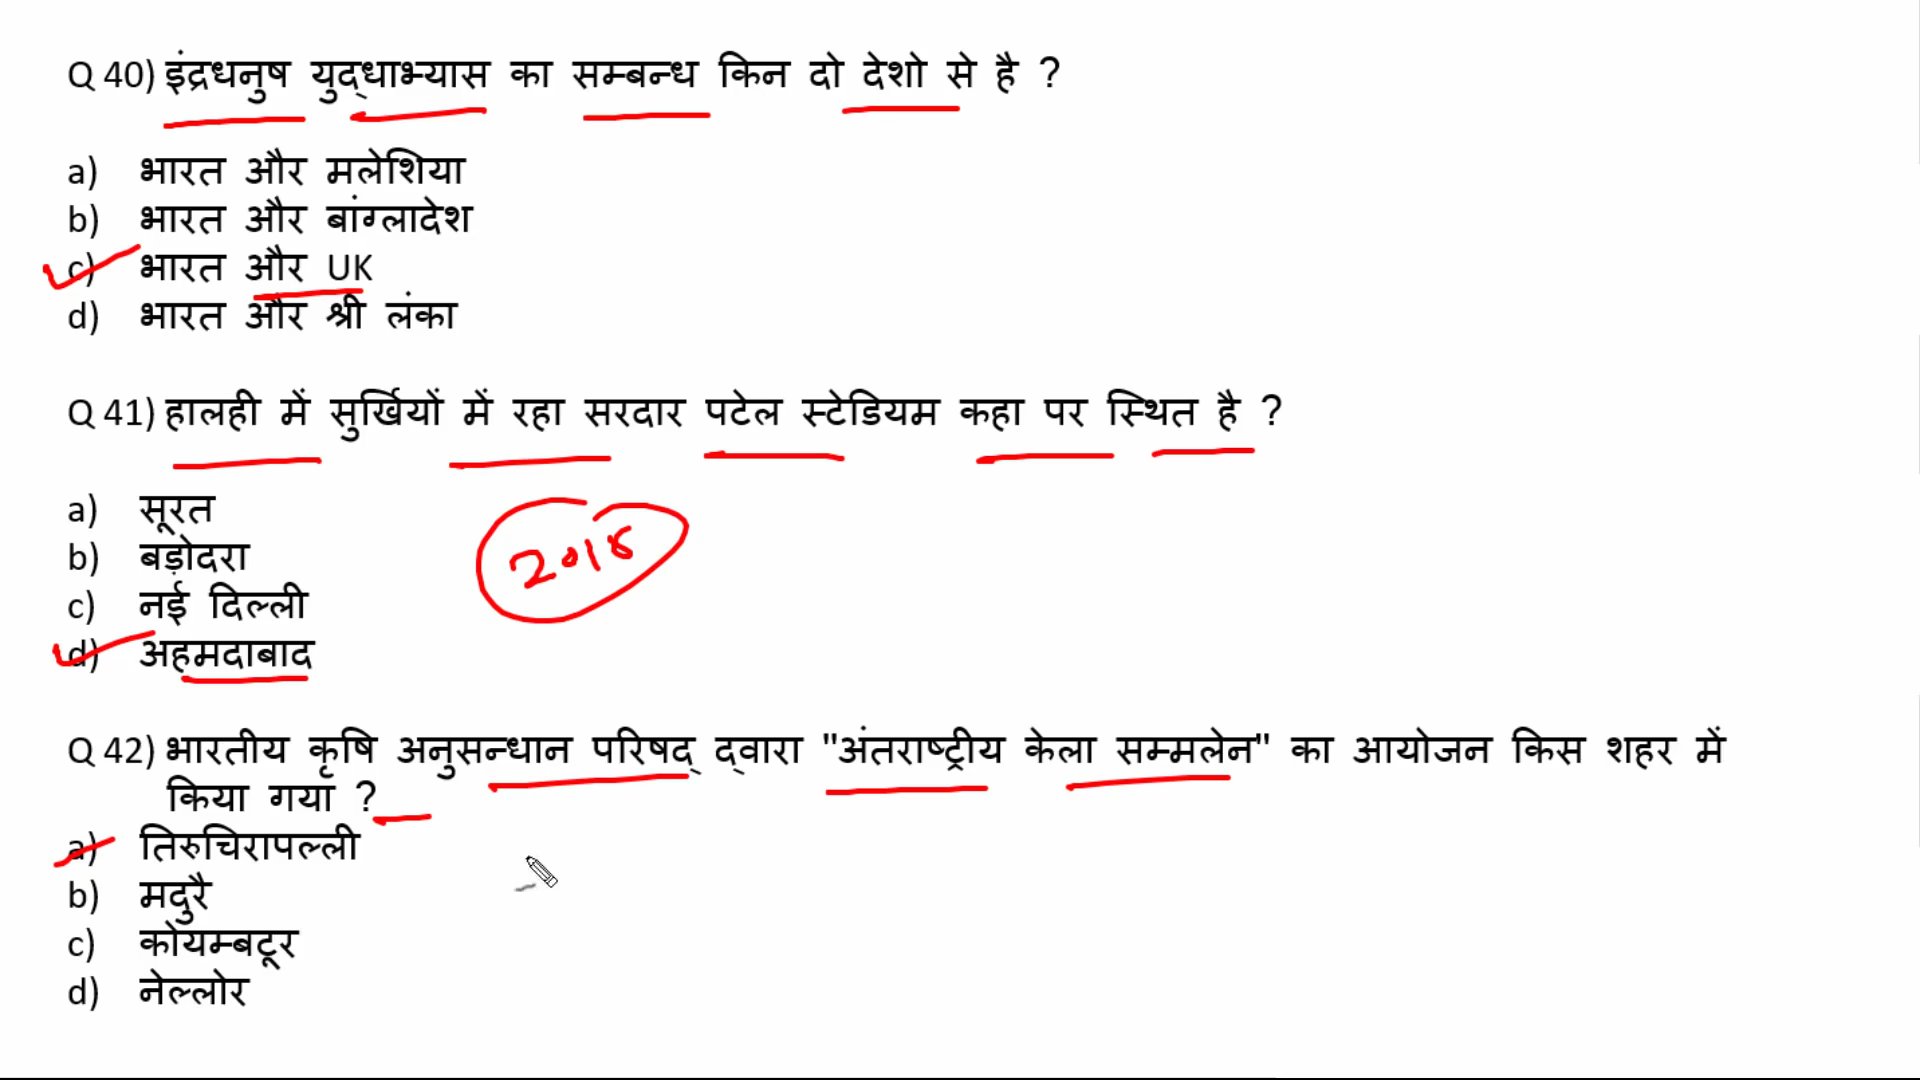 Q 40) इंद्रधनुष युद्धाभ्यास का सम्बन्ध किन दो देशो से है ?
a) भारत और मलेशिया
b) भारत और बांग्लादेश
c) भारत और UK
d) भारत और श्री लंका
Q 41) हालही में सुर्खियों में रहा सरदार पटेल स्टेडियम कहा पर स्थित है ?
a) सूरत
b) बड़ोदरा
2018
c) नई दिल्ली
d) अहमदाबाद
Q 42) भारतीय कृषि अनुसन्धान परिषद् द्वारा "अंतराष्ट्रीय केला सम्मलेन" का आयोजन किस शहर में
किया गया ?
a) तिरुचिरापल्ली
b) मदुरै
c) कोयम्बटूर
d) नेल्लोर